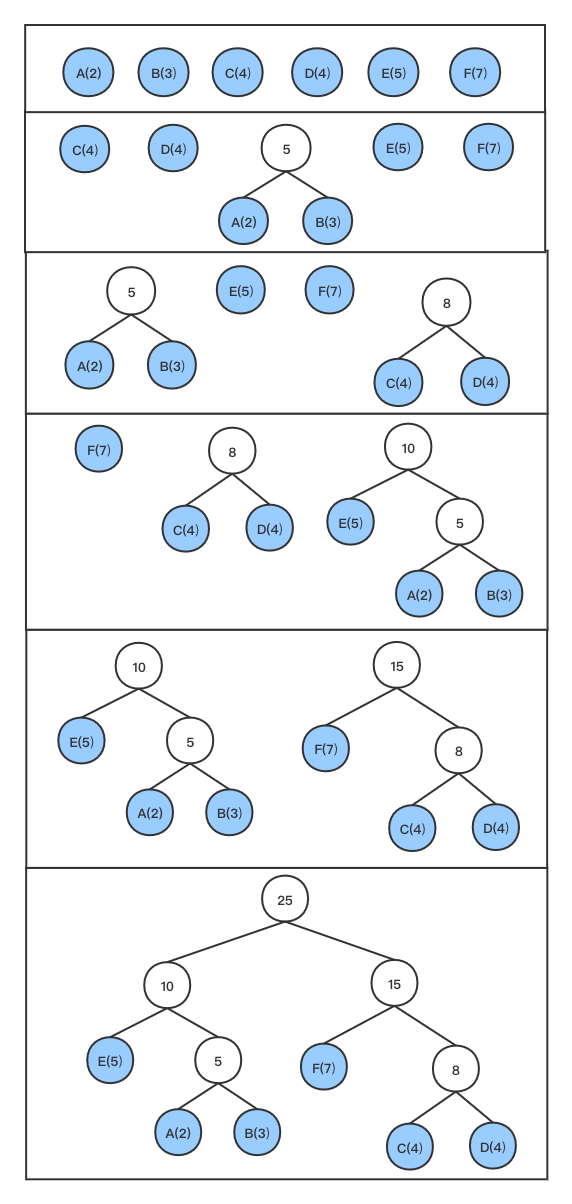 A(2) B(3) C(4) D(4) E(5) F(7)
C(4) D(4) 5 E(5) F(7)
A(2) B(3)
5 E(5) F(7) 8
A(2) B(3) C(4) D(4)
F(7) 8 10
C(4) D(4) E(5) 5
A(2) B(3)
10 15
E(5) 5 F(7) 8
A(2) B(3) C(4) D(4)
25
10 15
E(5) 5 F(7) 8
A(2) B(3) C(4) D(4)